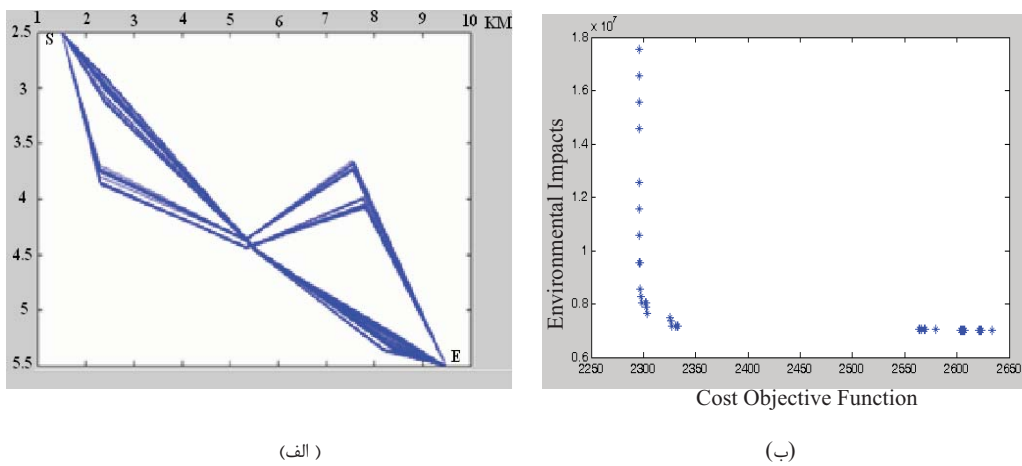 1 2 3 4 5 6 7 8 9 10 KM
2.5
3
3.5
4
4.5
5
5.5
S
E
(الف)
x 10⁷
1.8
1.6
1.4
1.2
1
0.8
0.6
Environmental Impacts
2250 2300 2350 2400 2450 2500 2550 2600 2650
Cost Objective Function
(ب)